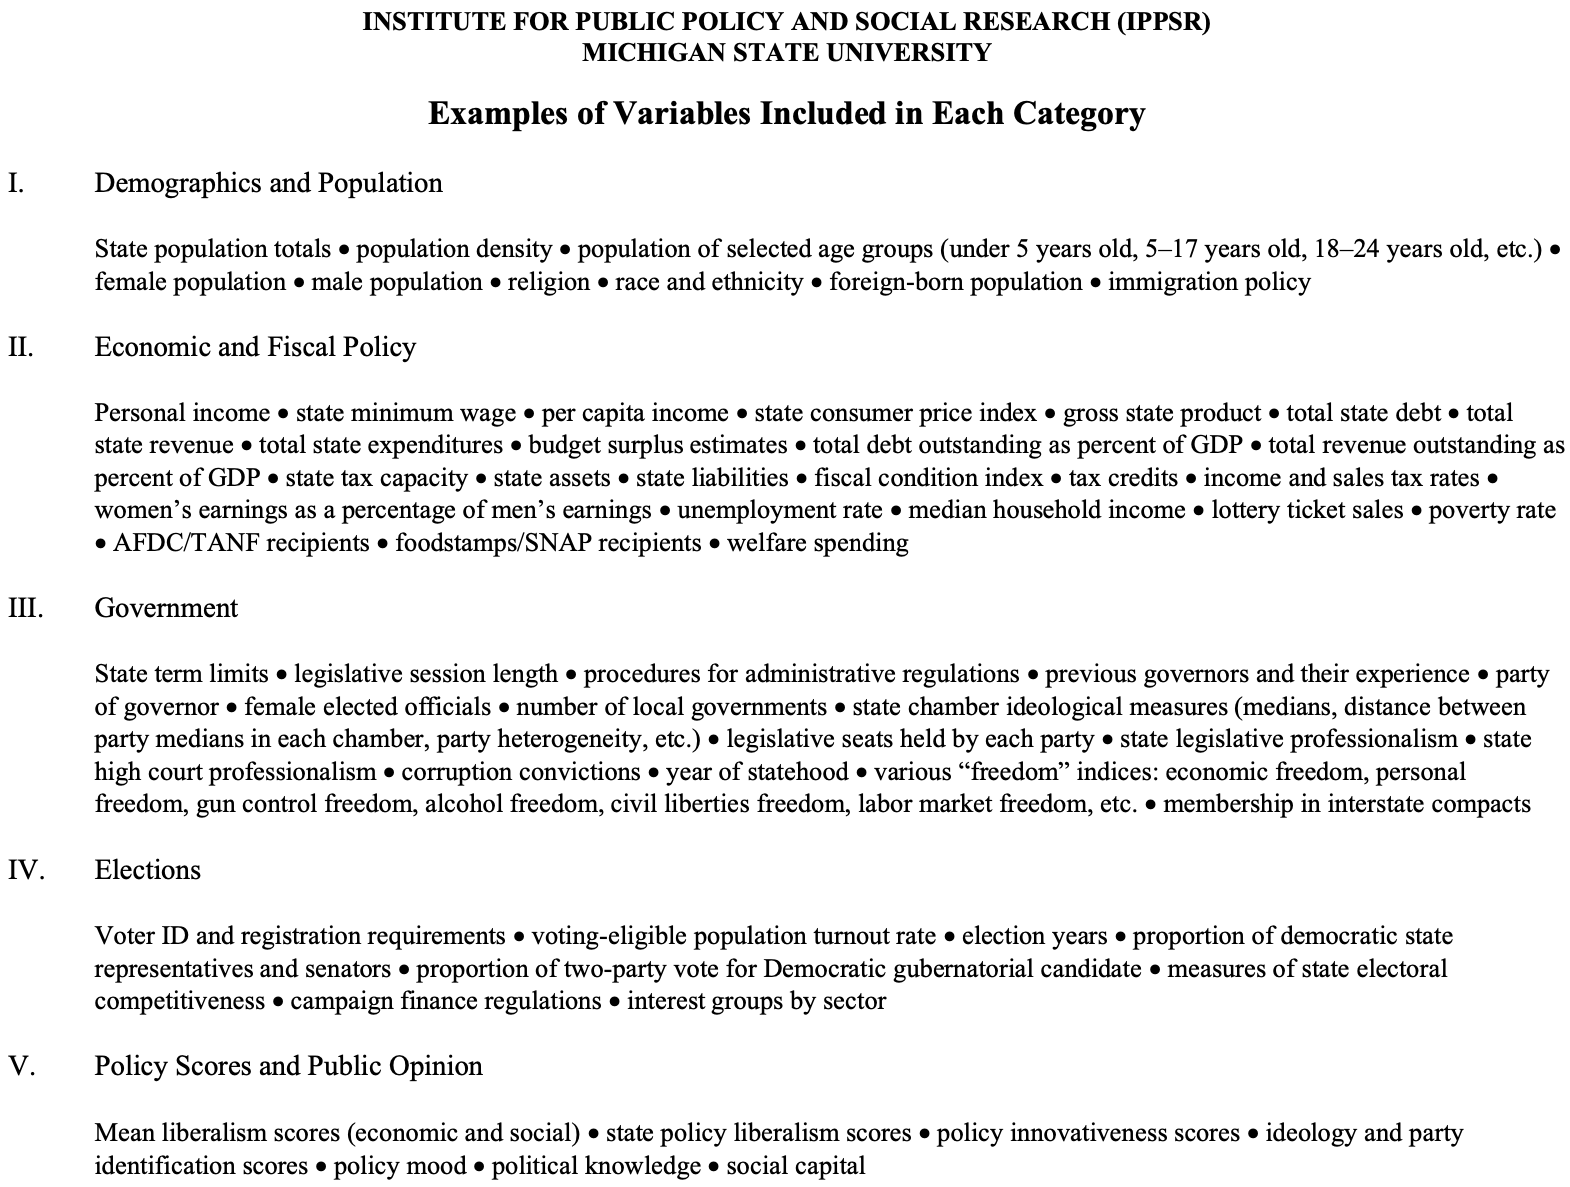 INSTITUTE FOR PUBLIC POLICY AND SOCIAL RESEARCH (IPPSR)
MICHIGAN STATE UNIVERSITY
Examples of Variables Included in Each Category
I. Demographics and Population
State population totals • population density • population of selected age groups (under 5 years old, 5–17 years old, 18–24 years old, etc.) •
female population • male population • religion • race and ethnicity • foreign-born population • immigration policy
II. Economic and Fiscal Policy
Personal income • state minimum wage • per capita income • state consumer price index • gross state product • total state debt • total
state revenue • total state expenditures • budget surplus estimates • total debt outstanding as percent of GDP • total revenue outstanding as
percent of GDP • state tax capacity • state assets • state liabilities • fiscal condition index • tax credits • income and sales tax rates •
women’s earnings as a percentage of men’s earnings • unemployment rate • median household income • lottery ticket sales • poverty rate
• AFDC/TANF recipients • foodstamps/SNAP recipients • welfare spending
III. Government
State term limits • legislative session length • procedures for administrative regulations • previous governors and their experience • party
of governor • female elected officials • number of local governments • state chamber ideological measures (medians, distance between
party medians in each chamber, party heterogeneity, etc.) • legislative seats held by each party • state legislative professionalism • state
high court professionalism • corruption convictions • year of statehood • various “freedom” indices: economic freedom, personal
freedom, gun control freedom, alcohol freedom, civil liberties freedom, labor market freedom, etc. • membership in interstate compacts
IV. Elections
Voter ID and registration requirements • voting-eligible population turnout rate • election years • proportion of democratic state
representatives and senators • proportion of two-party vote for Democratic gubernatorial candidate • measures of state electoral
competitiveness • campaign finance regulations • interest groups by sector
V. Policy Scores and Public Opinion
Mean liberalism scores (economic and social) • state policy liberalism scores • policy innovativeness scores • ideology and party
identification scores • policy mood • political knowledge • social capital